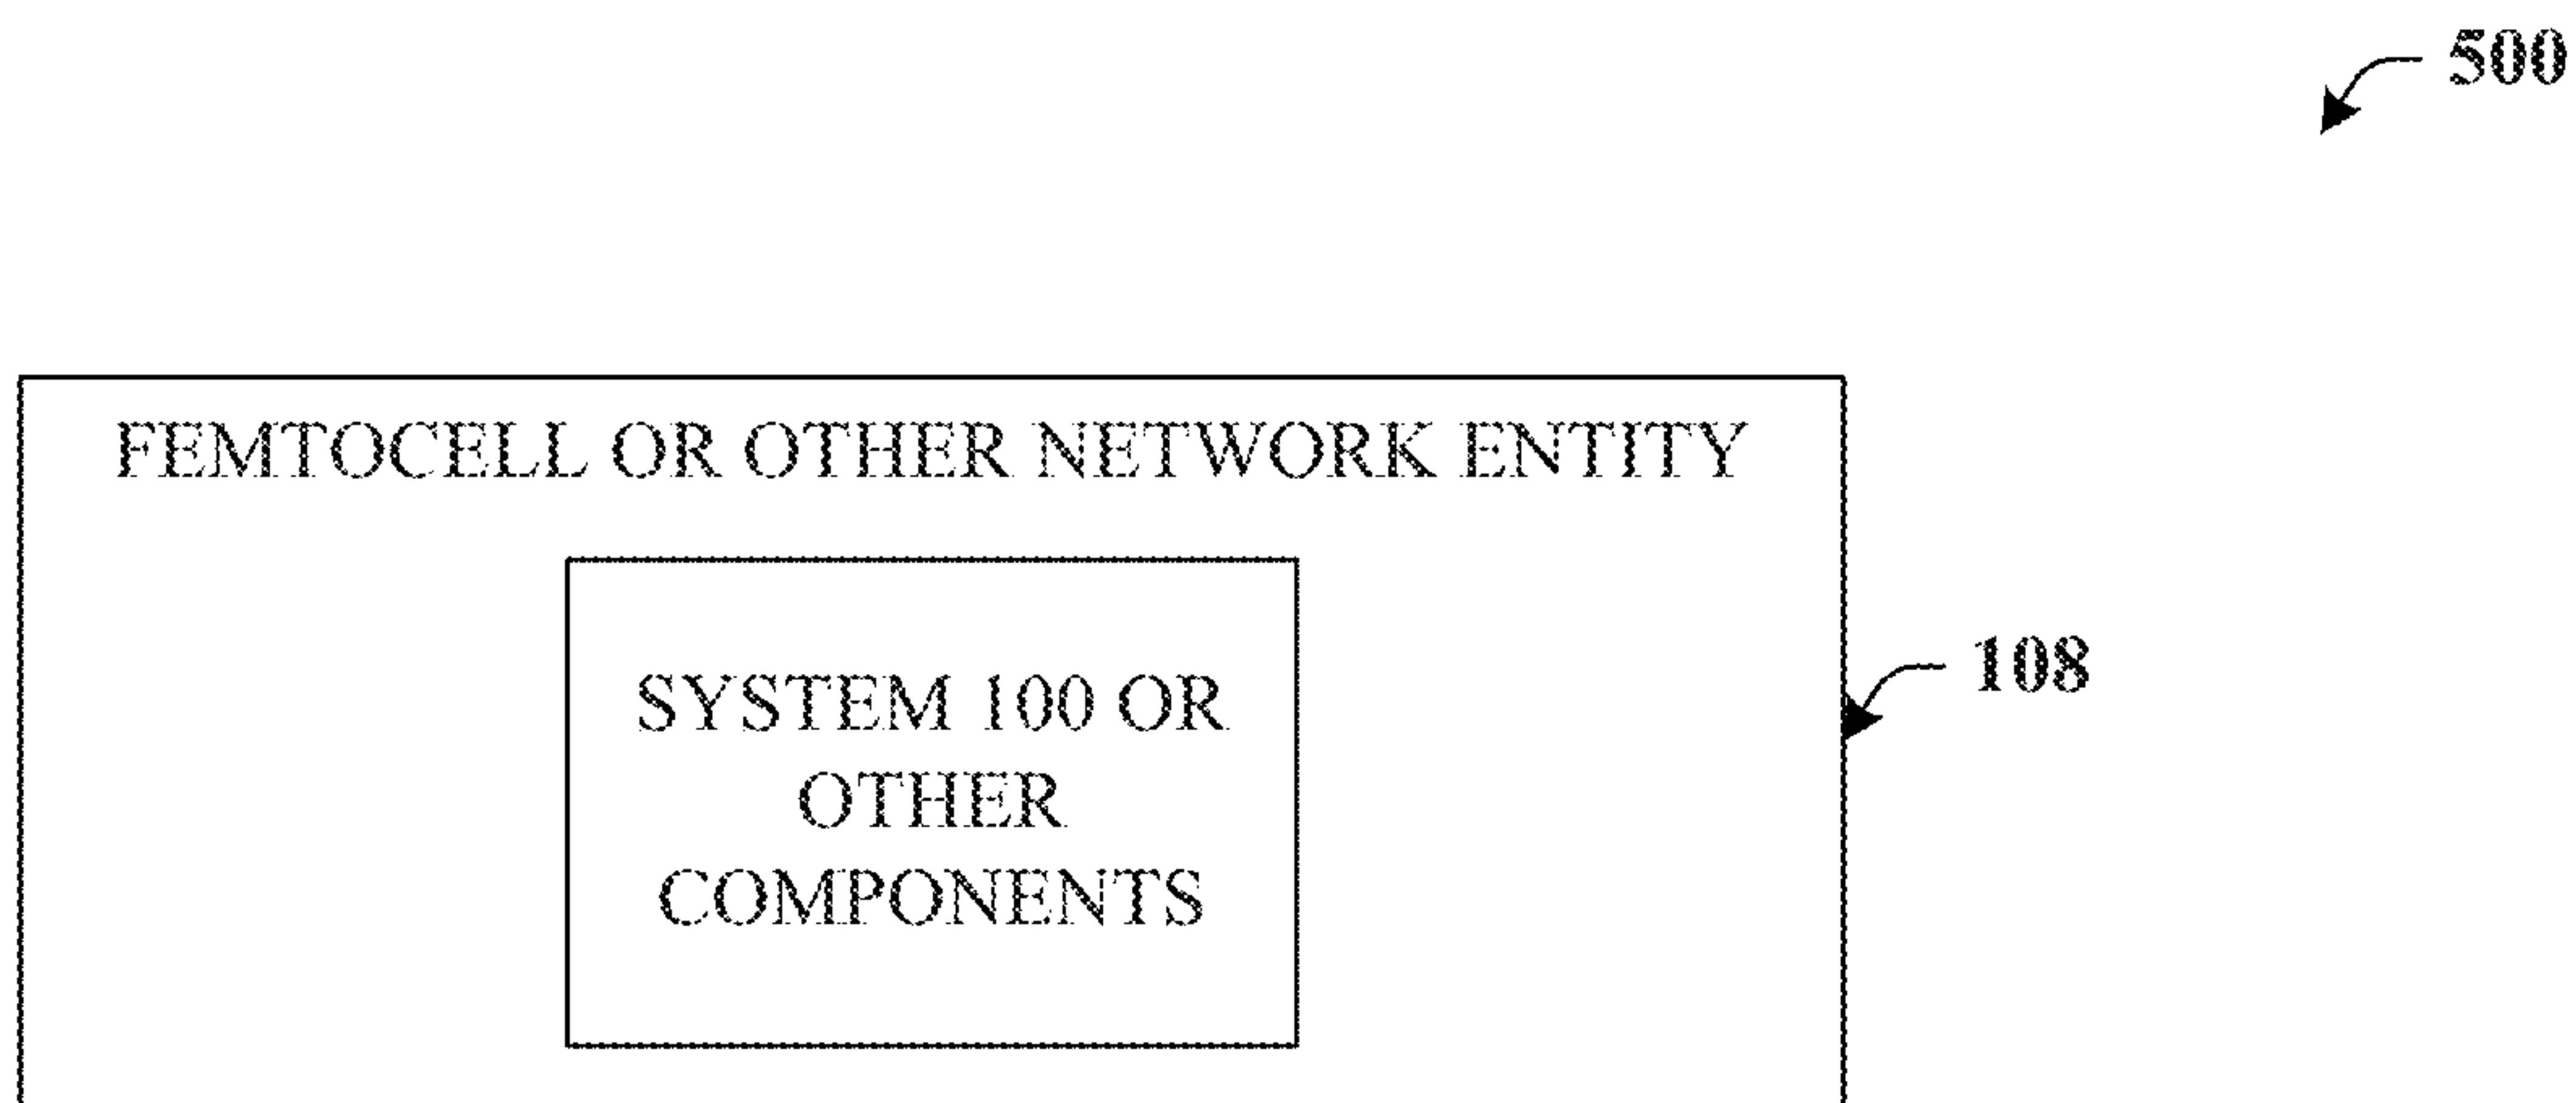 500
FEMTOCELL OR OTHER NETWORK ENTITY
108
SYSTEM 100 OR
OTHER
COMPONENTS